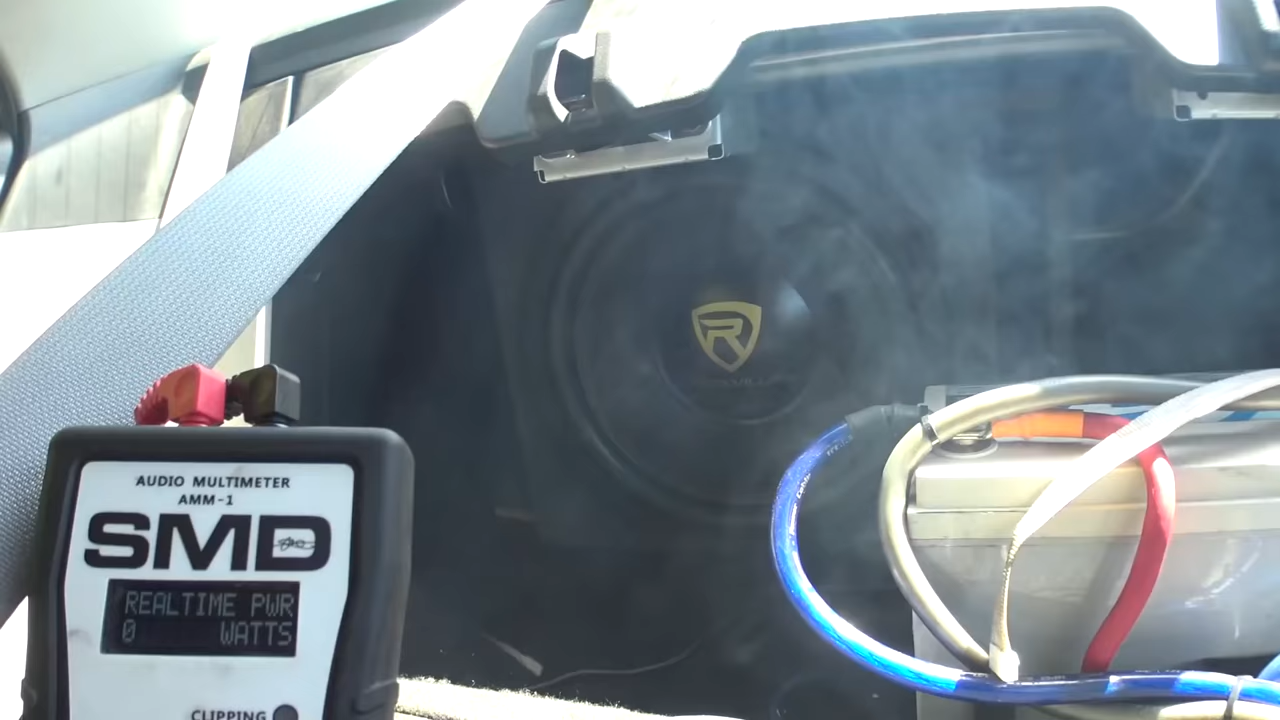 AUDIO MULTIMETER
AMM-1
SMD
REALTIME PWR
0 WATTS
CLIPPING
R